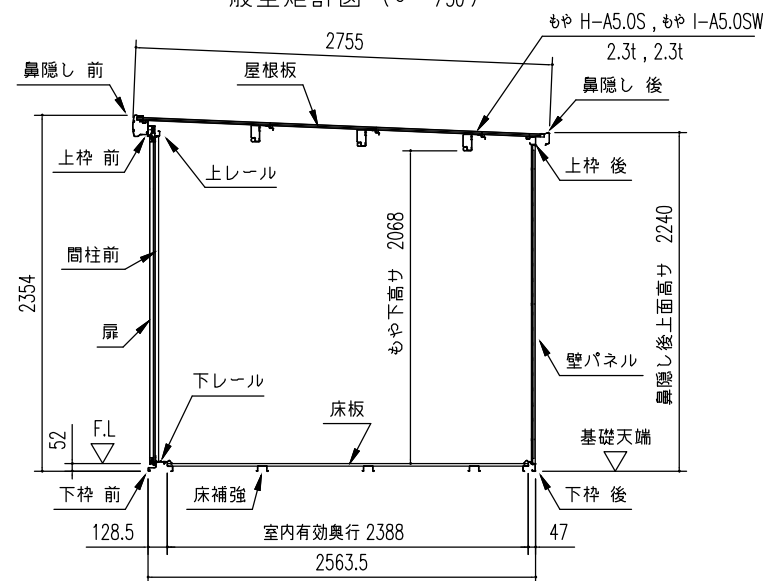 もや H-A5.0S , もや I-A5.0SW
2.3t , 2.3t
2755
鼻隠し 前
屋根板
鼻隠し 後
上枠 前
上レール
上枠 後
間柱前
扉
2354
もや下高サ 2068
鼻隠し後上面高サ 2240
壁パネル
下レール
床板
F.L
52
基礎天端
下枠 前
床補強
下枠 後
128.5
室内有効奥行 2388
47
2563.5